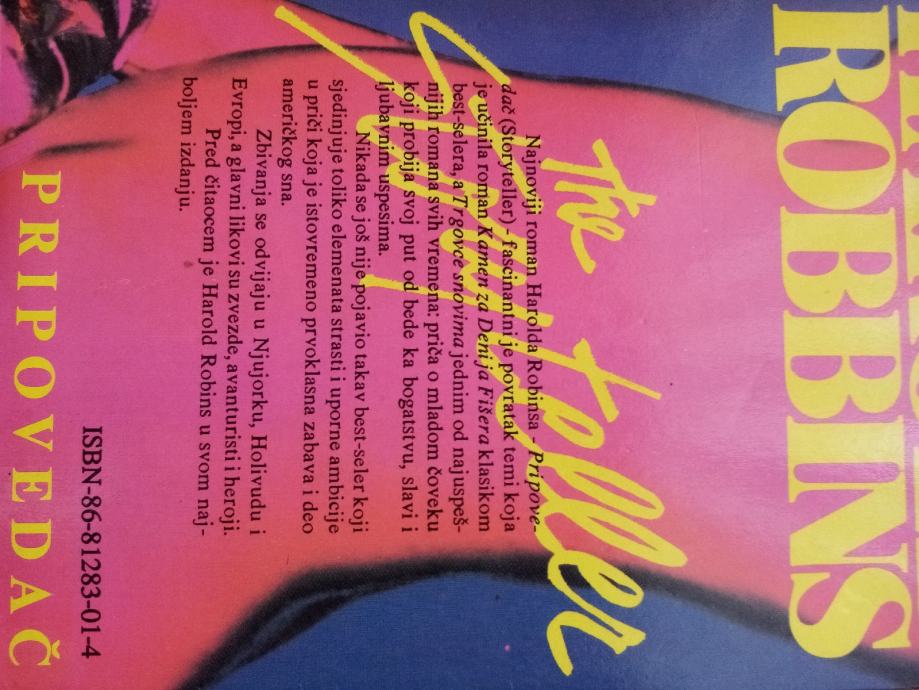 ROBBINS
the
Storyteller
Najnoviji roman Harolda Robinsa - Pripove-
dač (Storyteller) - fascinantni je povratak temi koja
je učinila roman Kamen za Denija Fišera klasikom
best-selera, a Trgovce snovima jednim od najuspeš-
nijih romana svih vremena: priča o mladom čoveku
koji probija svoj put od bede ka bogatstvu, slavi i
ljubavnim uspesima.
Nikada se još nije pojavio takav best-seler koji
sjedinjuje toliko elemenata strasti i uporne ambicije
u priči koja je istovremeno prvoklasna zabava i deo
američkog sna.
Zbivanja se odvijaju u Njujorku, Holivudu i
Evropi, a glavni likovi su zvezde, avanturisti i heroji.
Pred čitaocem je Harold Robins u svom naj-
boljem izdanju.
ISBN-86-81283-01-4
PRIPOVEDAČ